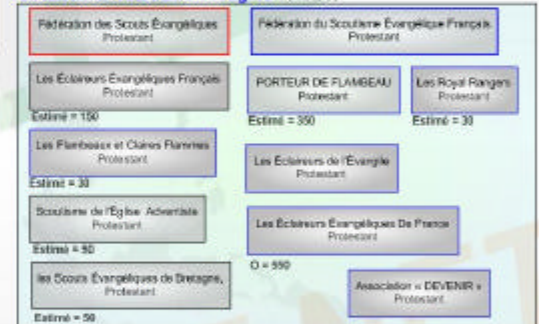 Fédération des Scouts Évangéliques
Protestant
Fédération du Scoutisme Évangélique Français
Protestant
Les Éclaireurs Évangéliques Français
Protestant
Estimé = 150
PORTEUR DE FLAMBEAU
Protestant
Estimé = 350
Les Royal Rangers
Protestant
Estimé = 30
Les Flambeaux et Claires Flammes
Protestant
Estimé = 30
Les Éclaireurs de l'Évangile
Protestant
Scoutisme de l'Église Adventiste
Protestant
Estimé = 90
Les Éclaireurs Évangéliques De France
Protestant
O = 550
les Scouts Évangéliques de Bretagne,
Protestant
Estimé = 50
Association « DEVENIR »
Protestant